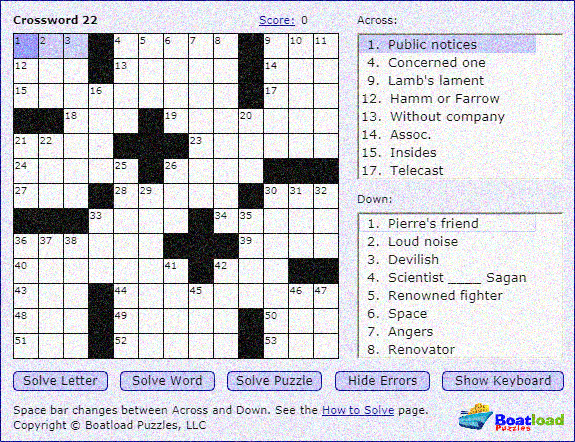 Crossword 22 Score: 0
1 2 3 4 5 6 7 8 9 10 11
12 13 14
15 16 17
18 19 20
21 22 23
24 25 26
27 28 29 30 31 32
33 34 35
36 37 38 39
40 41 42
43 44 45 46 47
48 49 50
51 52 53
Across:
1. Public notices
4. Concerned one
9. Lamb's lament
12. Hamm or Farrow
13. Without company
14. Assoc.
15. Insides
17. Telecast
Down:
1. Pierre's friend
2. Loud noise
3. Devilish
4. Scientist ____ Sagan
5. Renowned fighter
6. Space
7. Angers
8. Renovator
Solve Letter Solve Word Solve Puzzle Hide Errors Show Keyboard
Space bar changes between Across and Down. See the How to Solve page.
Copyright © Boatload Puzzles, LLC
Boatload
Puzzles